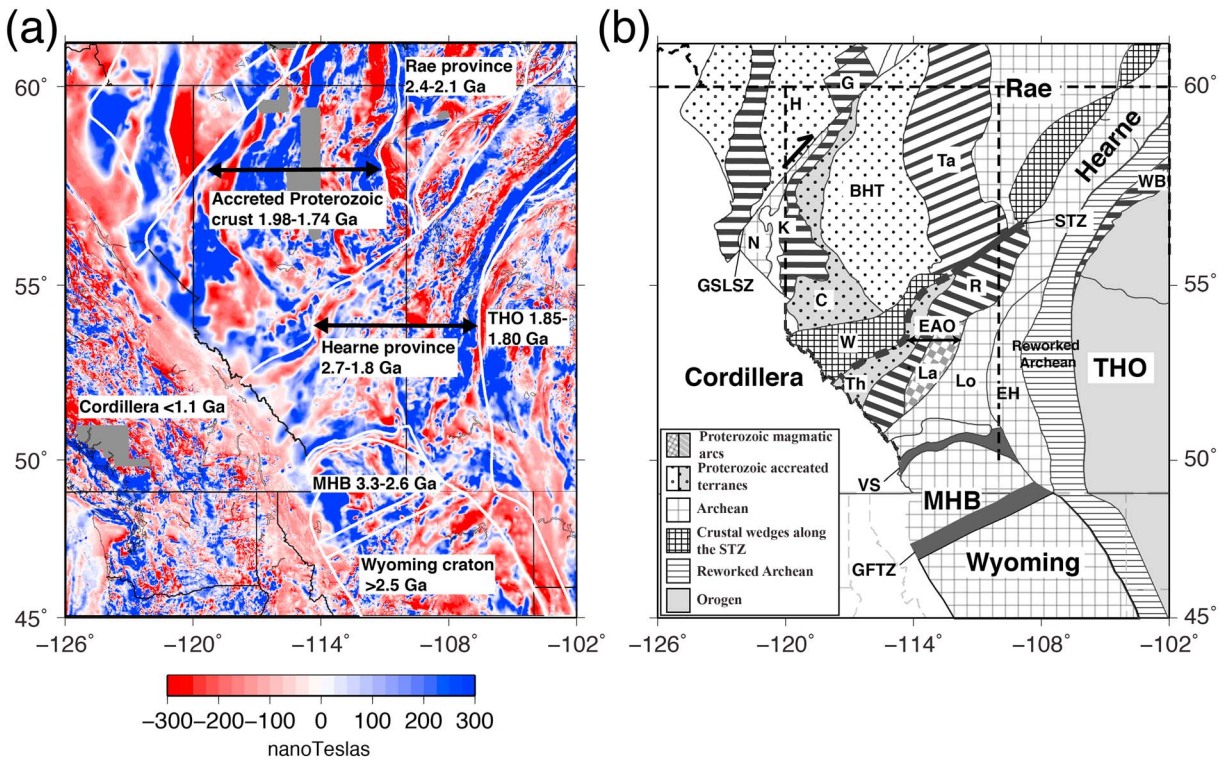 (a)
60°
55°
50°
45°
−126°
−120°
−114°
−108°
−102°
Rae province
2.4-2.1 Ga
Accreted Proterozoic
crust 1.98-1.74 Ga
THO 1.85-
1.80 Ga
Hearne province
2.7-1.8 Ga
Cordillera <1.1 Ga
MHB 3.3-2.6 Ga
Wyoming craton
>2.5 Ga
−300−200−100 0 100 200 300
nanoTeslas
(b)
60°
55°
50°
45°
−126°
−120°
−114°
−108°
−102°
G
H
Rae
Hearne
Ta
BHT
WB
STZ
N
K
GSLSZ
C
R
EAO
W
Reworked
Archean
THO
Cordillera
Th
La
Lo
EH
VS
MHB
GFTZ
Wyoming
Proterozoic magmatic
arcs
Proterozoic accreated
terranes
Archean
Crustal wedges along
the STZ
Reworked Archean
Orogen